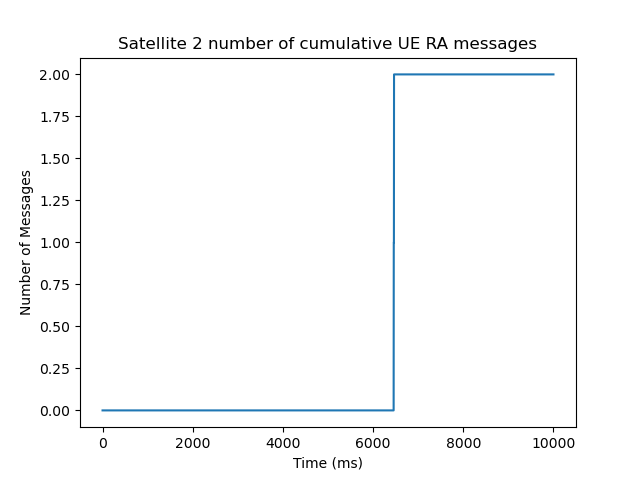 Satellite 2 number of cumulative UE RA messages
2.00
1.75
1.50
1.25
1.00
0.75
0.50
0.25
0.00
Number of Messages
0 2000 4000 6000 8000 10000
Time (ms)